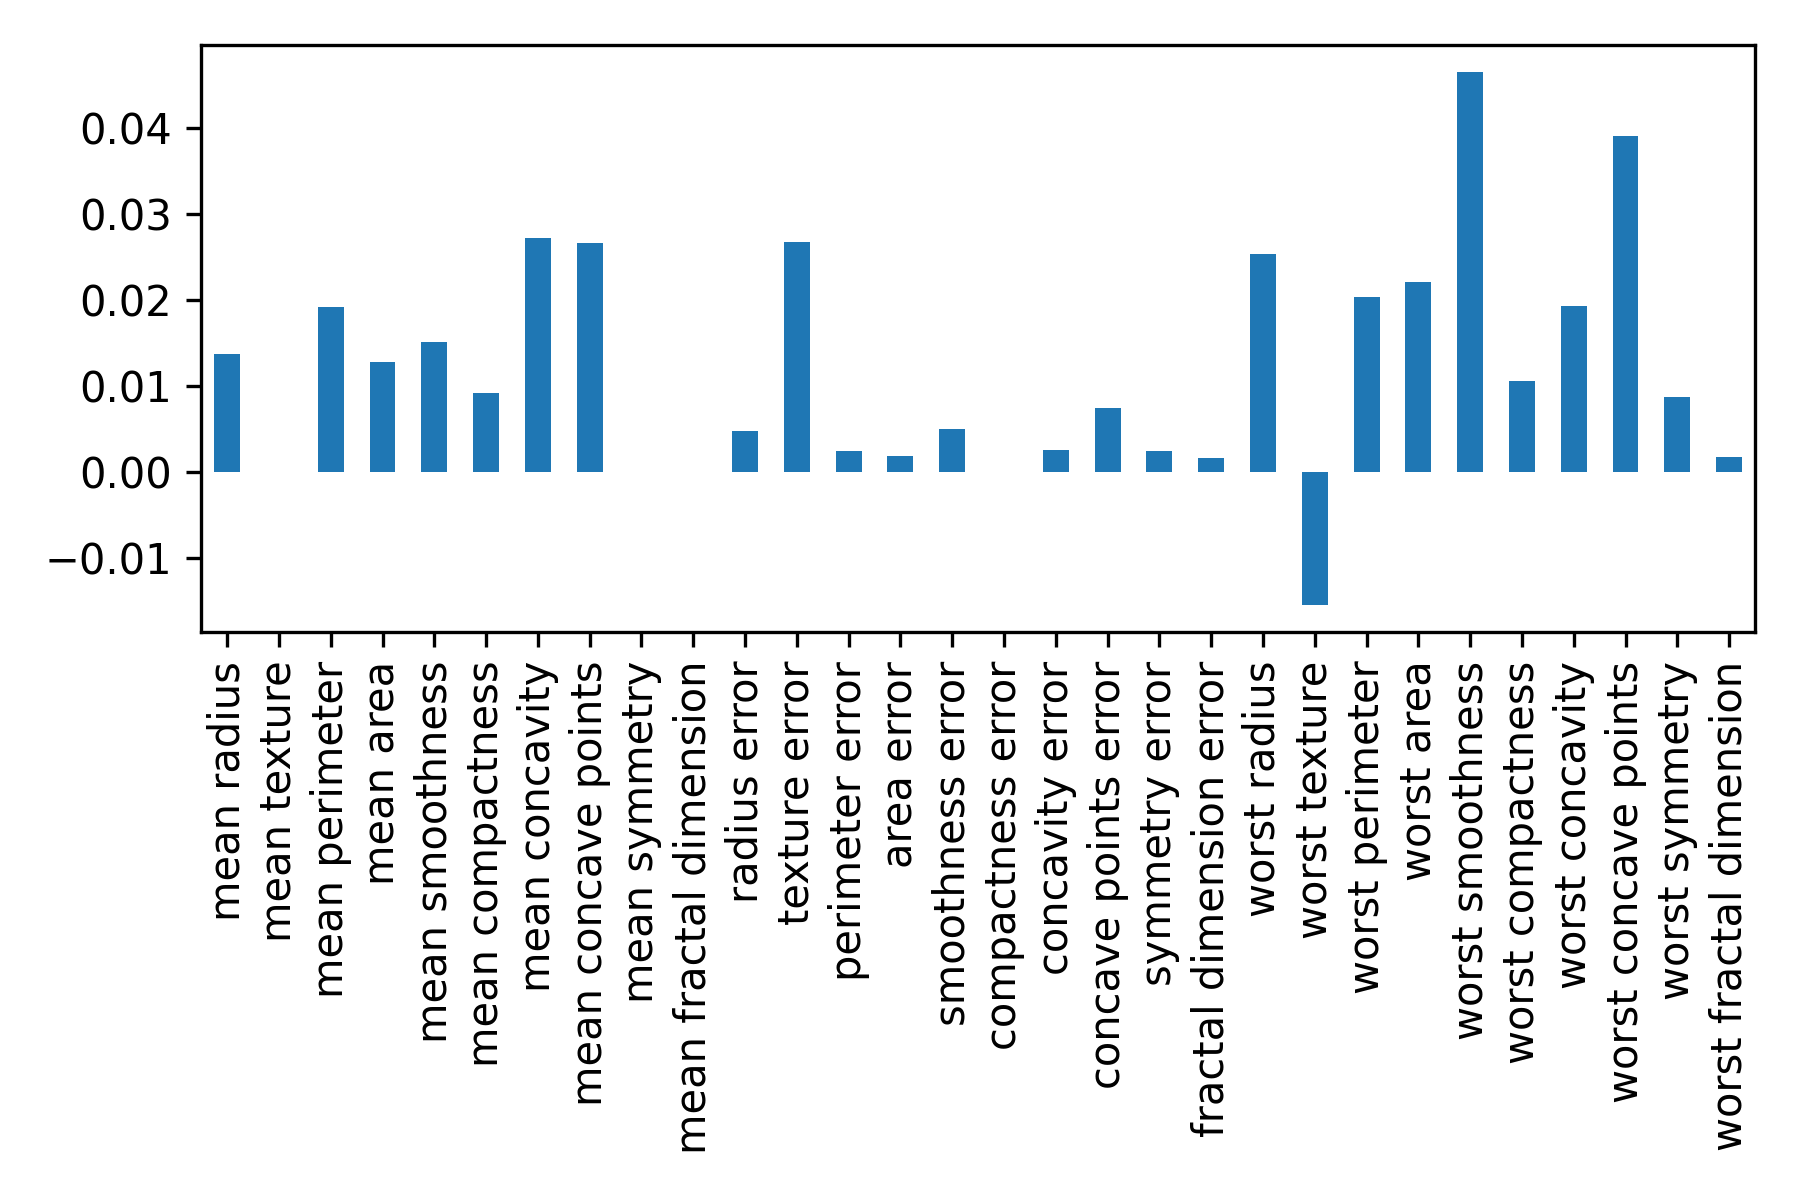 0.04
0.03
0.02
0.01
0.00
−0.01
mean radius
mean texture
mean perimeter
mean area
mean smoothness
mean compactness
mean concavity
mean concave points
mean symmetry
mean fractal dimension
radius error
texture error
perimeter error
area error
smoothness error
compactness error
concavity error
concave points error
symmetry error
fractal dimension error
worst radius
worst texture
worst perimeter
worst area
worst smoothness
worst compactness
worst concavity
worst concave points
worst symmetry
worst fractal dimension